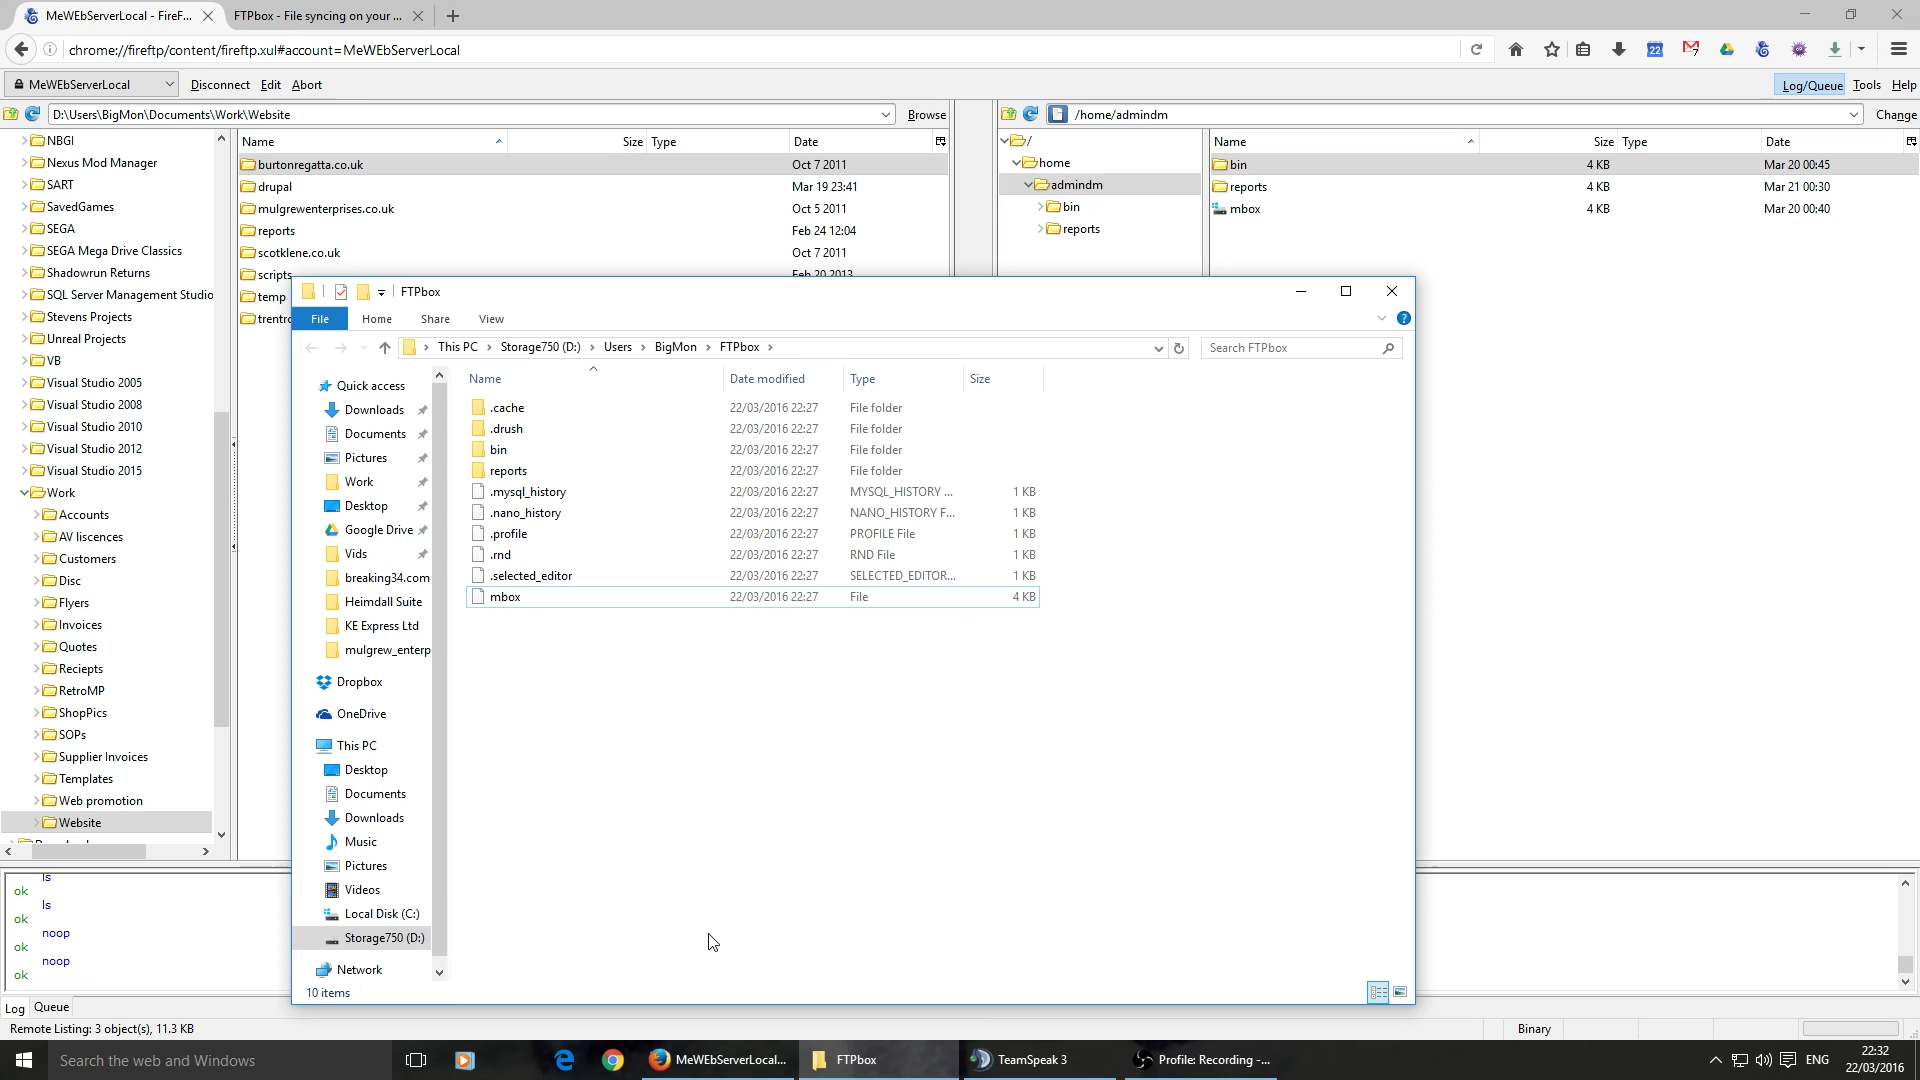 MeWEbServerLocal - FireF...
FTPbox - File syncing on your ...
chrome://fireftp/content/fireftp.xul#account=MeWEbServerLocal
22
7
MeWEbServerLocal
Disconnect
Edit
Abort
Log/Queue
Tools
Help
D:\Users\BigMon\Documents\Work\Website
Browse
/home/admindm
Change
NBGI
Nexus Mod Manager
SART
SavedGames
SEGA
SEGA Mega Drive Classics
Shadowrun Returns
SQL Server Management Studio
Stevens Projects
Unreal Projects
VB
Visual Studio 2005
Visual Studio 2008
Visual Studio 2010
Visual Studio 2012
Visual Studio 2015
Work
Accounts
AV liscences
Customers
Disc
Flyers
Invoices
Quotes
Reciepts
RetroMP
ShopPics
SOPs
Supplier Invoices
Templates
Web promotion
Website
Name Size Type Date
burtonregatta.co.uk Oct 7 2011
drupal Mar 19 23:41
mulgrewenterprises.co.uk Oct 5 2011
reports Feb 24 12:04
scotklene.co.uk Oct 7 2011
scripts Feb 20 2013
temp
trentro
/
home
admindm
bin
reports
Name Size Type Date
bin 4 KB Mar 20 00:45
reports 4 KB Mar 21 00:30
mbox 4 KB Mar 20 00:40
FTPbox
File Home Share View
This PC > Storage750 (D:) > Users > BigMon > FTPbox >
Search FTPbox
Quick access
Downloads
Documents
Pictures
Work
Desktop
Google Drive
Vids
breaking34.com
Heimdall Suite
KE Express Ltd
mulgrew_enterp
Dropbox
OneDrive
This PC
Desktop
Documents
Downloads
Music
Pictures
Videos
Local Disk (C:)
Storage750 (D:)
Network
Name Date modified Type Size
.cache 22/03/2016 22:27 File folder
.drush 22/03/2016 22:27 File folder
bin 22/03/2016 22:27 File folder
reports 22/03/2016 22:27 File folder
.mysql_history 22/03/2016 22:27 MYSQL_HISTORY ... 1 KB
.nano_history 22/03/2016 22:27 NANO_HISTORY F... 1 KB
.profile 22/03/2016 22:27 PROFILE File 1 KB
.rnd 22/03/2016 22:27 RND File 1 KB
.selected_editor 22/03/2016 22:27 SELECTED_EDITOR... 1 KB
mbox 22/03/2016 22:27 File 4 KB
10 items
ls
ok
ls
ok
noop
ok
noop
ok
Log
Queue
Remote Listing: 3 object(s), 11.3 KB
Binary
Search the web and Windows
MeWEbServerLocal...
FTPbox
TeamSpeak 3
Profile: Recording -...
ENG
22:32
22/03/2016